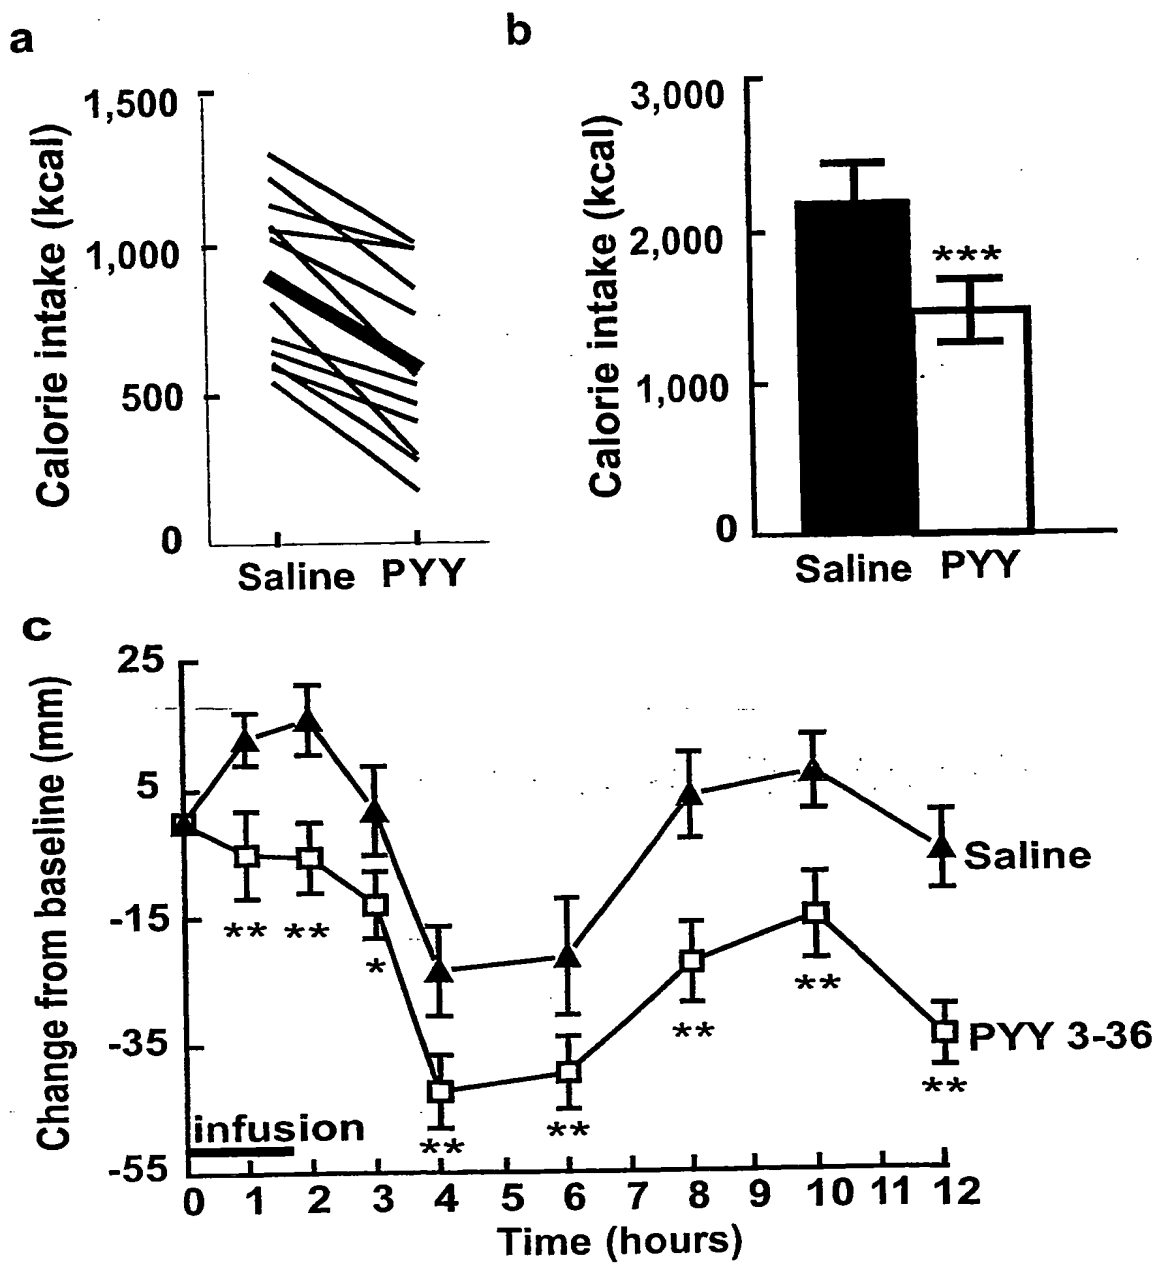 a
Calorie intake (kcal)
1,500
1,000
500
0
Saline PYY
b
Calorie intake (kcal)
3,000
2,000
1,000
0
***
Saline PYY
c
Change from baseline (mm)
25
5
-15
-35
-55
** ** * ** ** ** ** **
Saline
PYY 3-36
infusion
0 1 2 3 4 5 6 7 8 9 10 11 12
Time (hours)